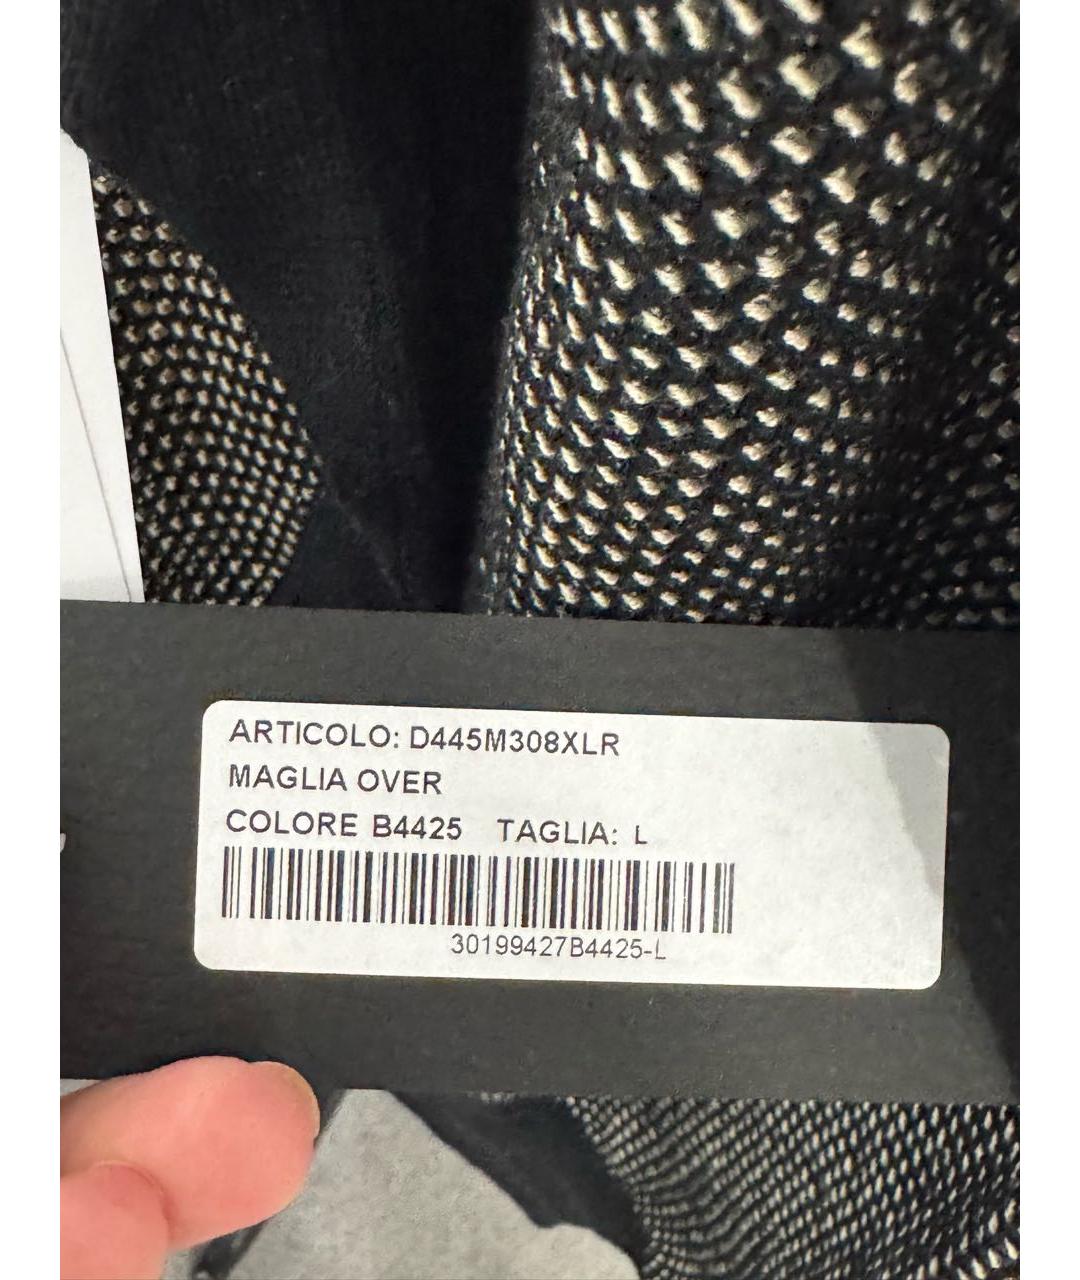 ARTICOLO: D445M308XLR
MAGLIA OVER
COLORE B4425 TAGLIA: L
30199427B4425-L